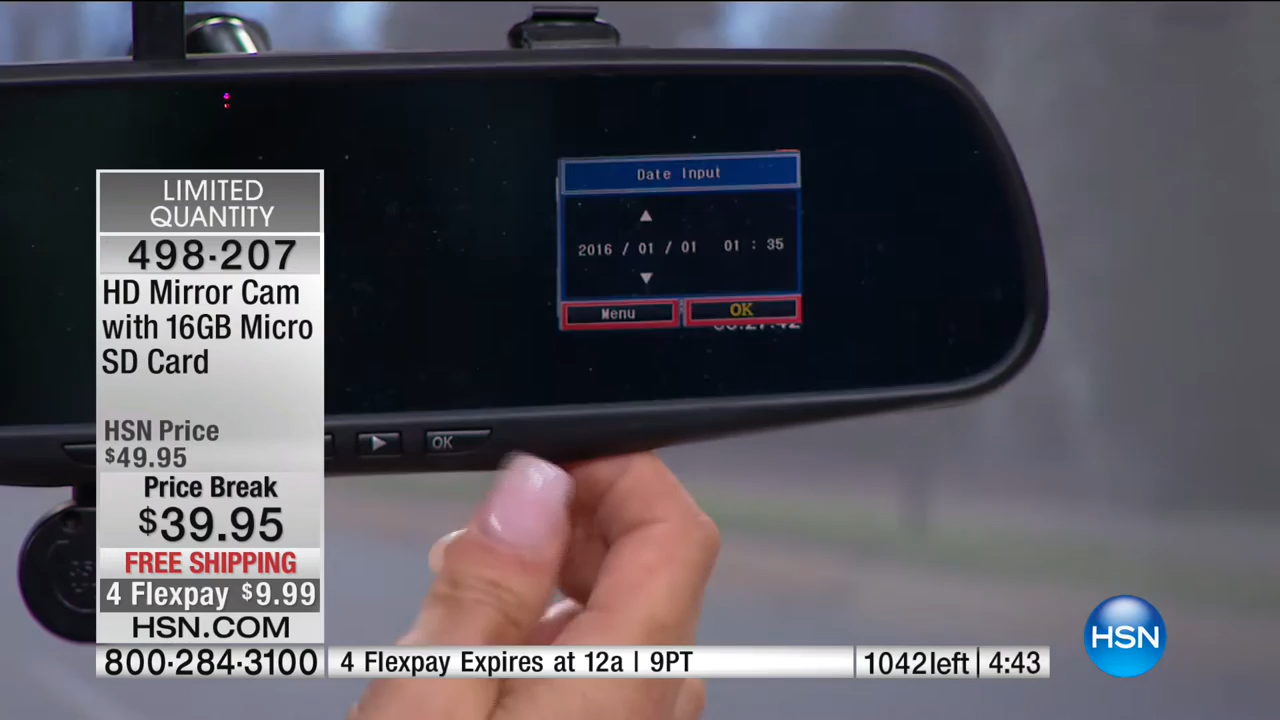 Date Input
2016 / 01 / 01 01 : 35
Menu
OK
OK
LIMITED
QUANTITY
498·207
HD Mirror Cam
with 16GB Micro
SD Card
HSN Price
$49.95
Price Break
$39.95
FREE SHIPPING
4 Flexpay $9.99
HSN.COM
800·284·3100
4 Flexpay Expires at 12a | 9PT
1042left
4:43
HSN